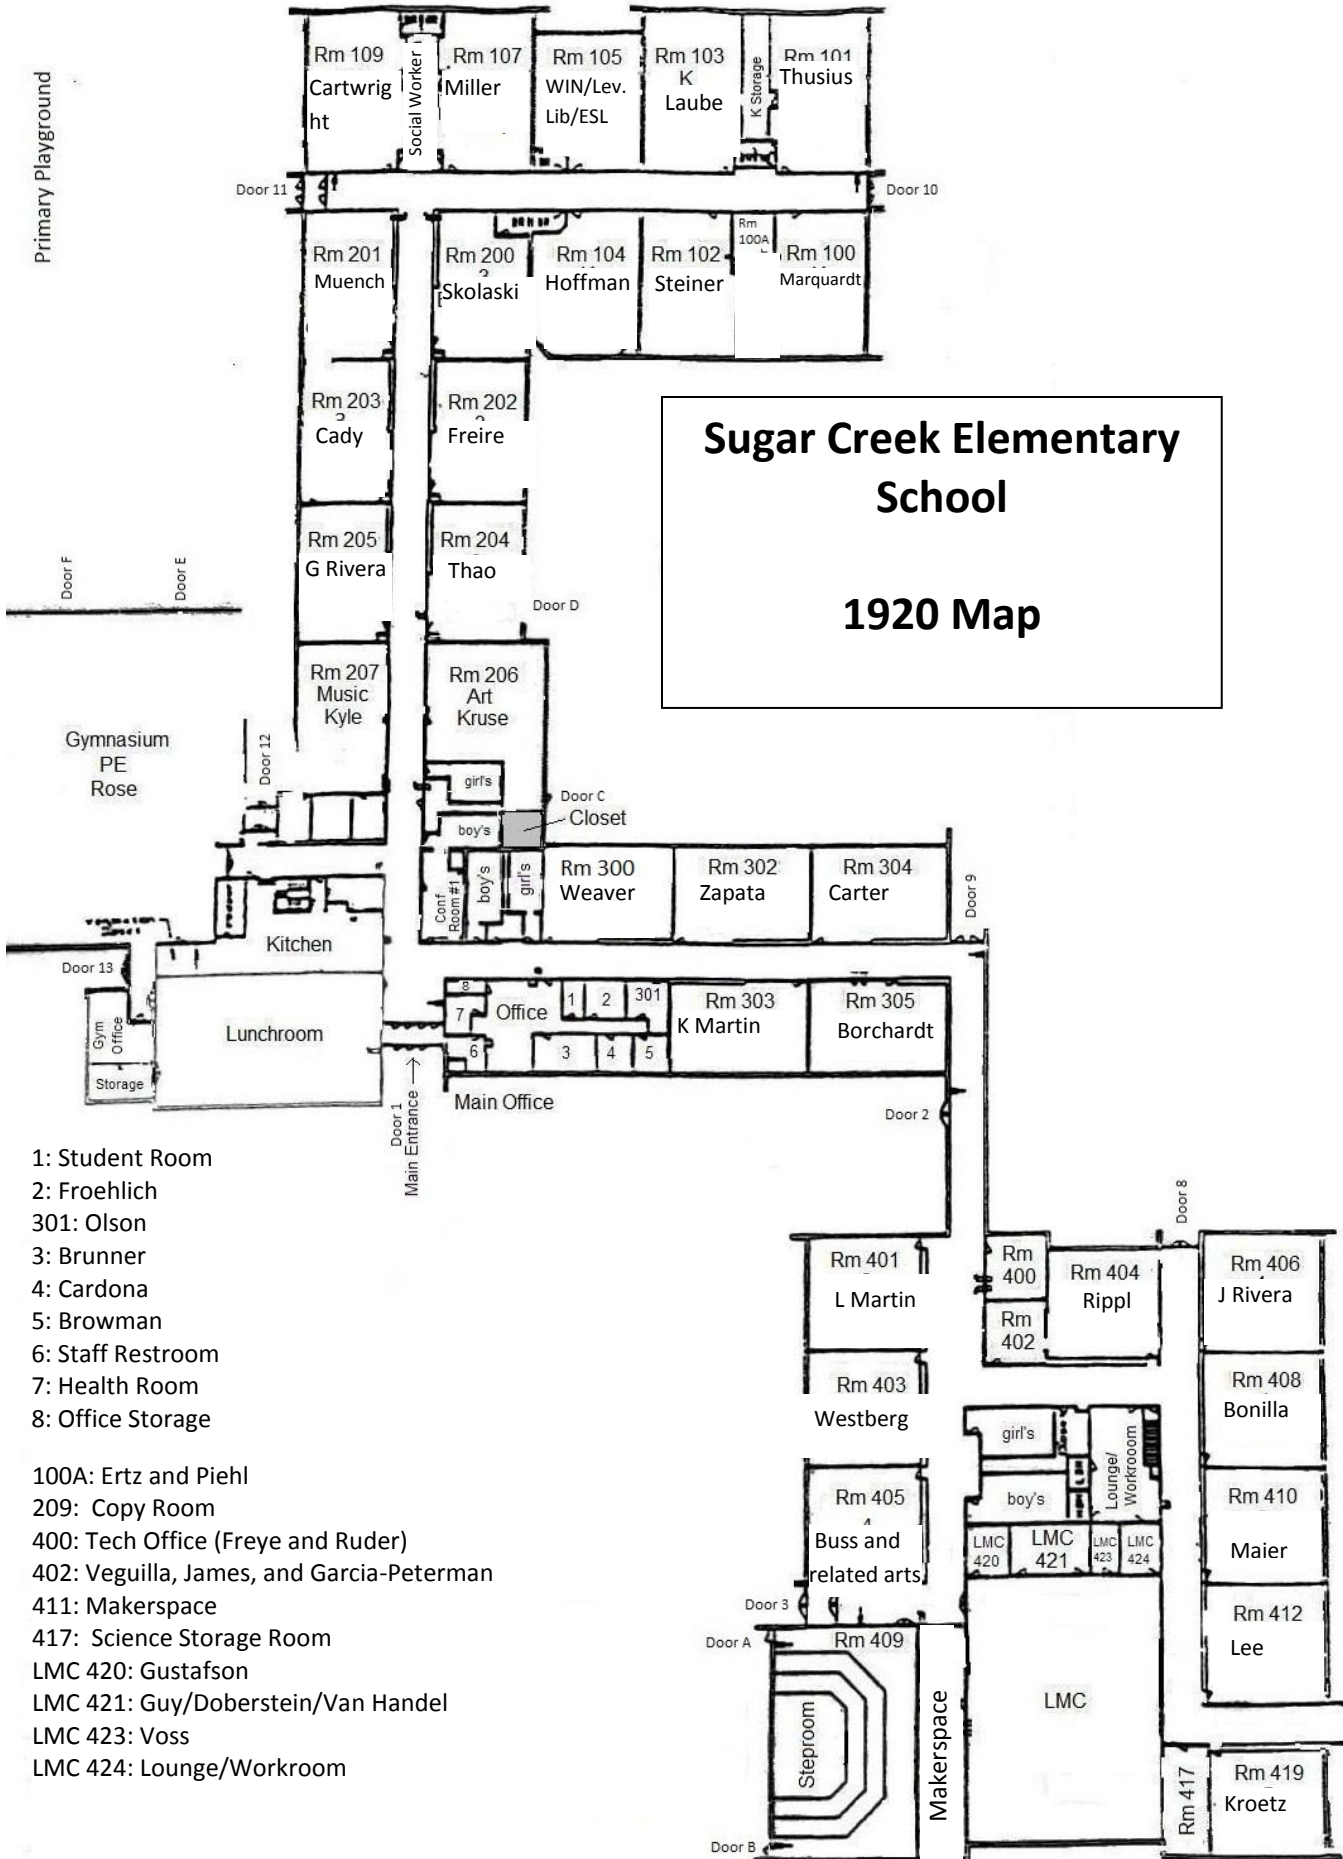 Primary Playground
Rm 109
Cartwrig
ht
Social Worker
Rm 107
Miller
Rm 105
WIN/Lev.
Lib/ESL
Rm 103
K
Laube
K Storage
Rm 101
Thusius
Door 11
Door 10
Rm 201
Muench
Rm 200
Skolaski
Rm 104
Hoffman
Rm 102
Steiner
Rm
100A
Rm 100
Marquardt
Rm 203
Cady
Rm 202
Freire
Sugar Creek Elementary
School
1920 Map
Rm 205
G Rivera
Rm 204
Thao
Door F
Door E
Door D
Rm 207
Music
Kyle
Rm 206
Art
Kruse
Gymnasium
PE
Rose
Door 12
girl's
Door C
Closet
boy's
Conf
Room #1
boy's
girl's
Rm 300
Weaver
Rm 302
Zapata
Rm 304
Carter
Door 9
Kitchen
Door 13
Gym
Office
Storage
Lunchroom
8
7
6
Office
1
2
301
3
4
5
Rm 303
K Martin
Rm 305
Borchardt
Main Office
Door 1
Main Entrance
Door 2
1: Student Room
2: Froehlich
301: Olson
3: Brunner
4: Cardona
5: Browman
6: Staff Restroom
7: Health Room
8: Office Storage
100A: Ertz and Piehl
209: Copy Room
400: Tech Office (Freye and Ruder)
402: Veguilla, James, and Garcia-Peterman
411: Makerspace
417: Science Storage Room
LMC 420: Gustafson
LMC 421: Guy/Doberstein/Van Handel
LMC 423: Voss
LMC 424: Lounge/Workroom
Door 8
Rm 401
L Martin
Rm
400
Rm
402
Rm 404
Rippl
Rm 406
J Rivera
Rm 403
Westberg
Rm 408
Bonilla
girl's
boy's
Lounge/
Workrooom
Rm 405
Buss and
related arts
Rm 410
Maier
LMC
420
LMC
421
LMC
423
LMC
424
Door 3
Door A
Rm 409
Rm 412
Lee
Steproom
Makerspace
LMC
Door B
Rm 417
Rm 419
Kroetz